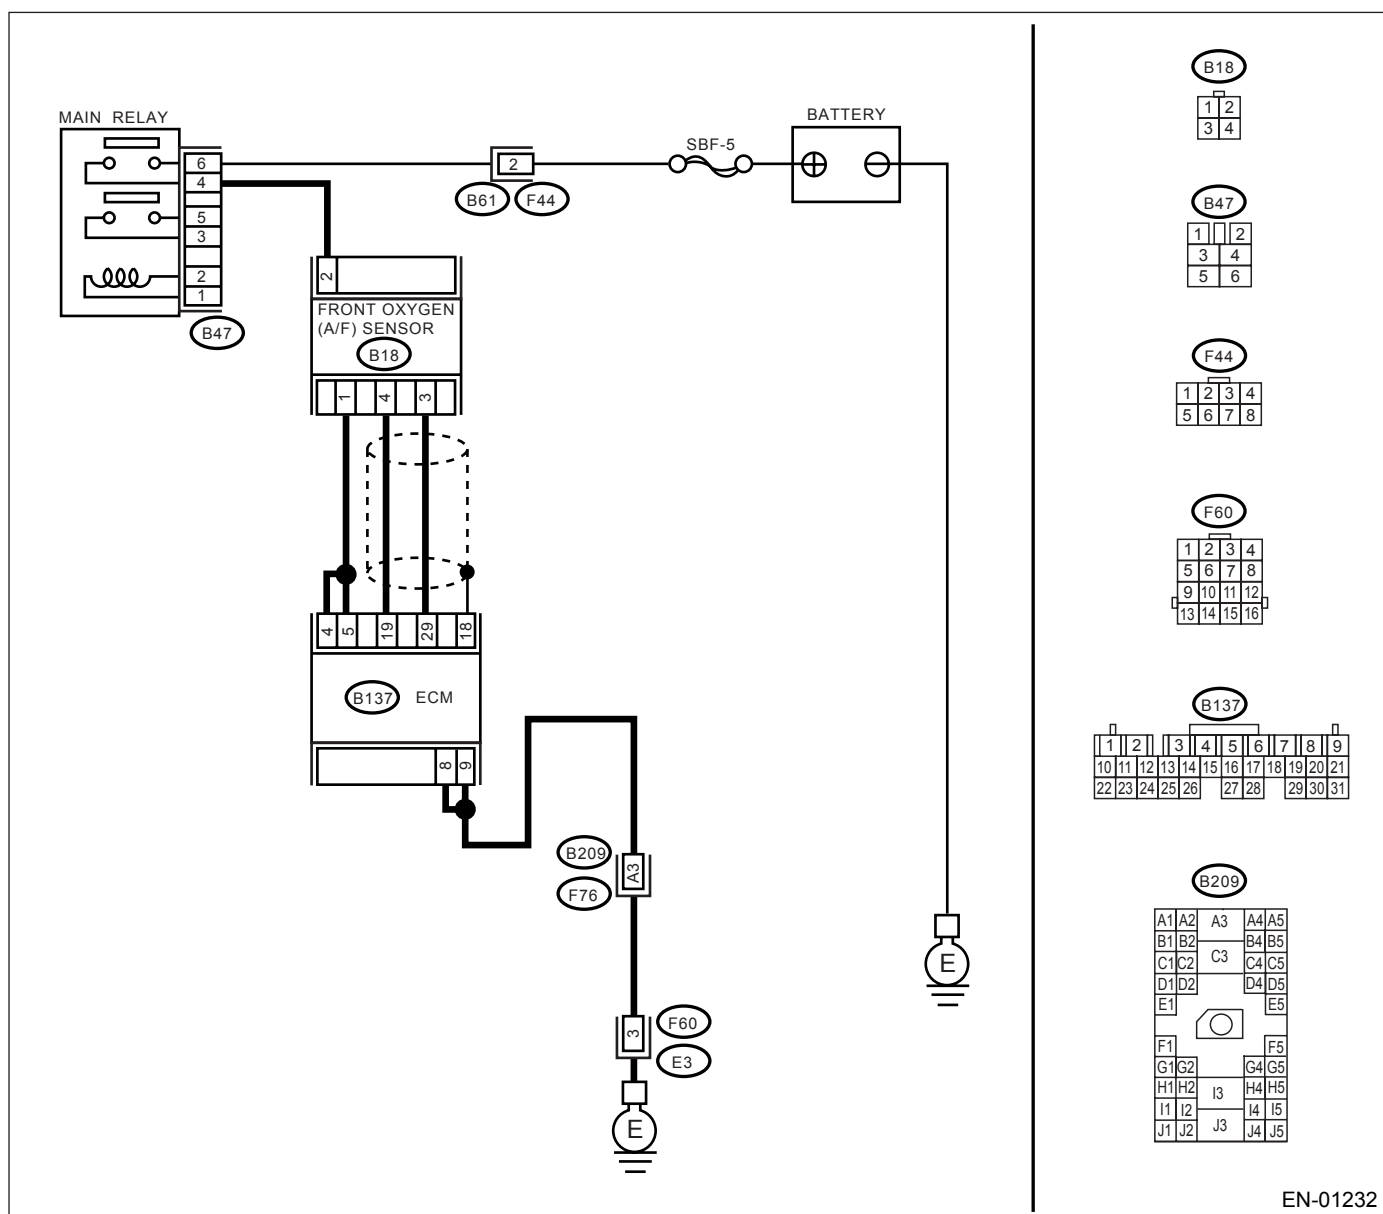 MAIN RELAY
6
4
5
3
2
1
B47
2
B61 F44
SBF-5
BATTERY
2
FRONT OXYGEN
(A/F) SENSOR
B18
1 4 3
4 5 19 29 18
B137 ECM
8 9
B209
A3
F76
F60
3
E3
E
E
B18
1 2
3 4
B47
1 2
3 4
5 6
F44
1 2 3 4
5 6 7 8
F60
1 2 3 4
5 6 7 8
9 10 11 12
13 14 15 16
B137
1 2 3 4 5 6 7 8 9
10 11 12 13 14 15 16 17 18 19 20 21
22 23 24 25 26 27 28 29 30 31
B209
A1 A2 A3 A4 A5
B1 B2 B4 B5
C1 C2 C3 C4 C5
D1 D2 D4 D5
E1 E5
F1 F5
G1 G2 G4 G5
H1 H2 I3 H4 H5
I1 I2 I4 I5
J1 J2 J3 J4 J5
EN-01232